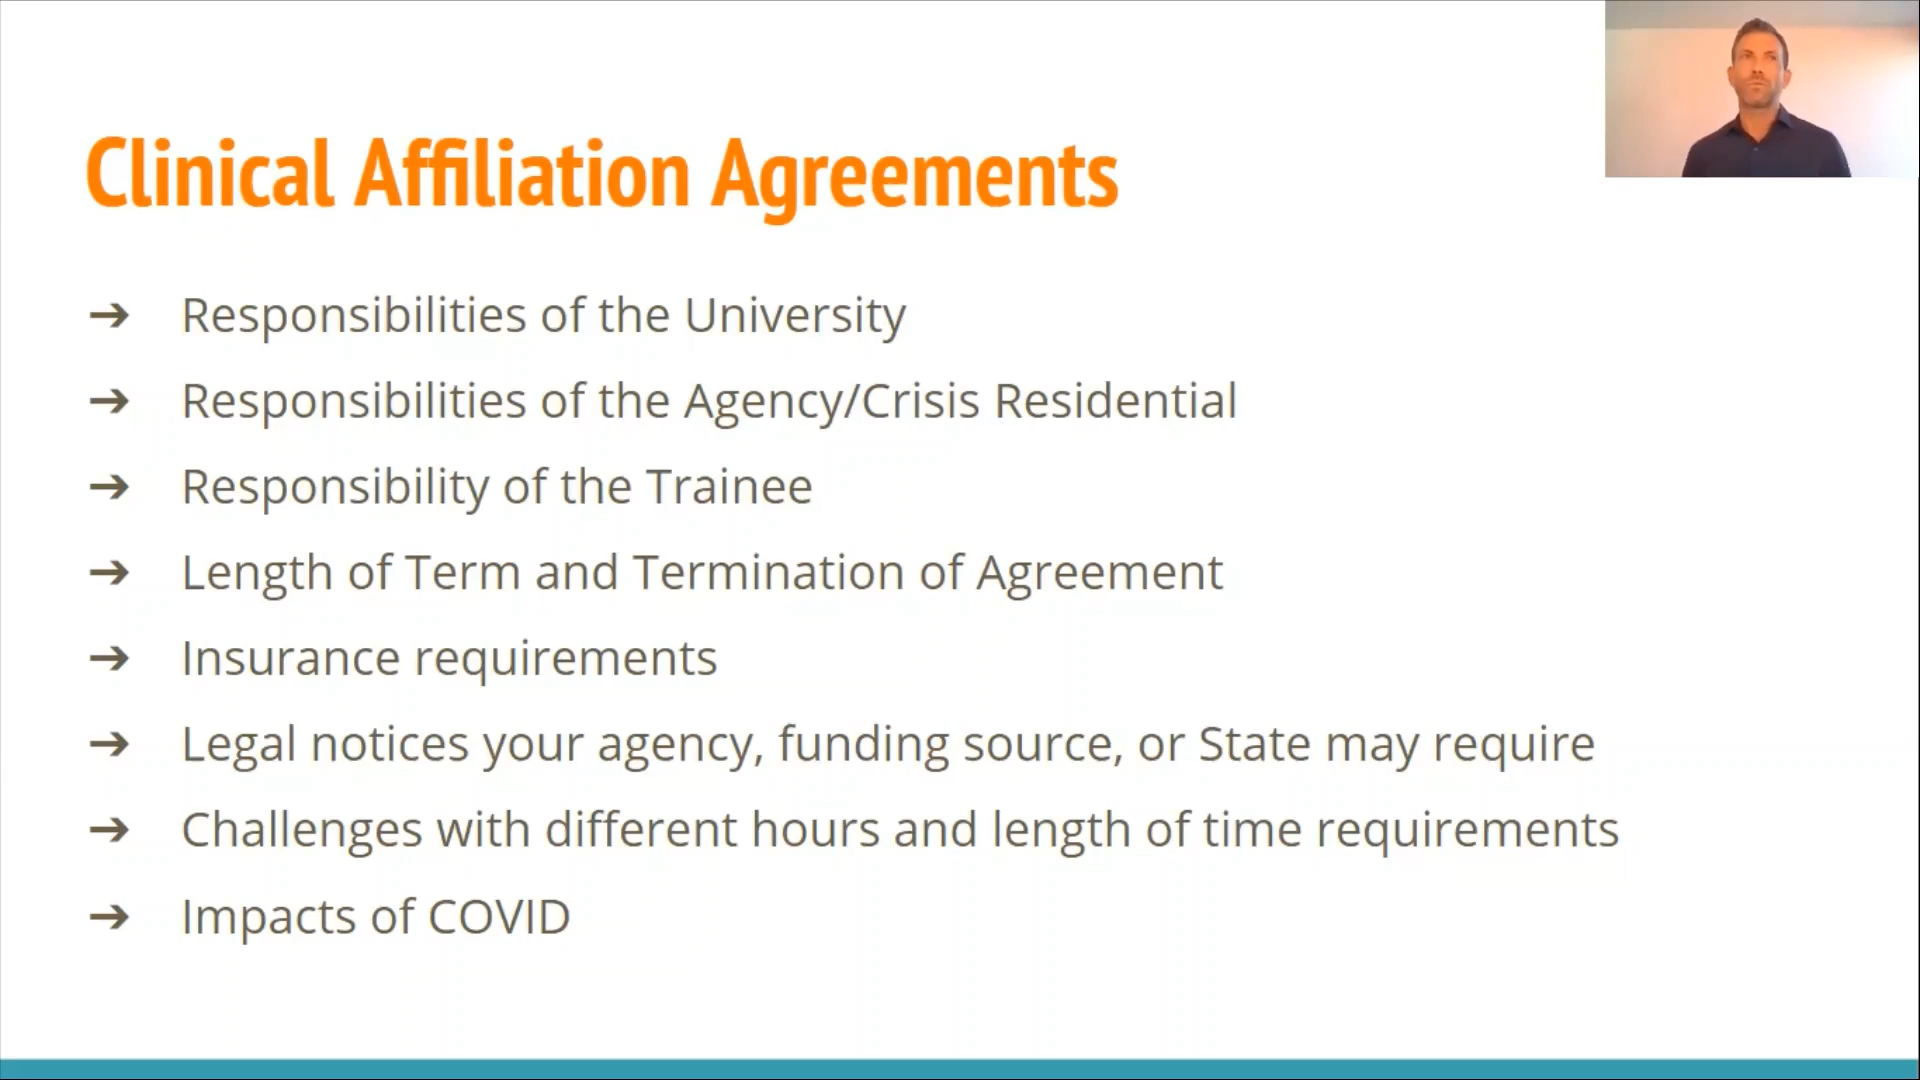 Clinical Affiliation Agreements
➔ Responsibilities of the University
➔ Responsibilities of the Agency/Crisis Residential
➔ Responsibility of the Trainee
➔ Length of Term and Termination of Agreement
➔ Insurance requirements
➔ Legal notices your agency, funding source, or State may require
➔ Challenges with different hours and length of time requirements
➔ Impacts of COVID